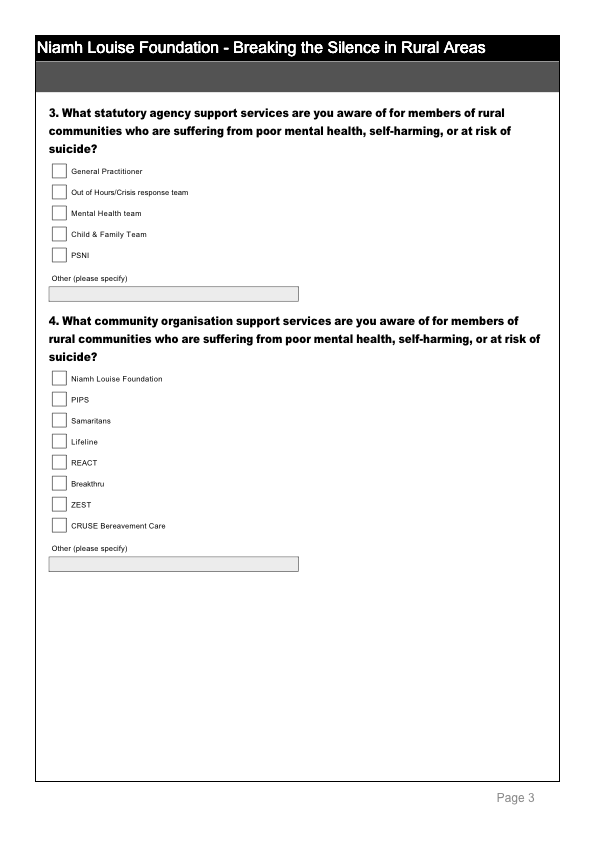 Niamh Louise Foundation - Breaking the Silence in Rural Areas
3. What statutory agency support services are you aware of for members of rural
communities who are suffering from poor mental health, self-harming, or at risk of
suicide?
General Practitioner
Out of Hours/Crisis response team
Mental Health team
Child & Family Team
PSNI
Other (please specify)
4. What community organisation support services are you aware of for members of
rural communities who are suffering from poor mental health, self-harming, or at risk of
suicide?
Niamh Louise Foundation
PIPS
Samaritans
Lifeline
REACT
Breakthru
ZEST
CRUSE Bereavement Care
Other (please specify)
Page 3